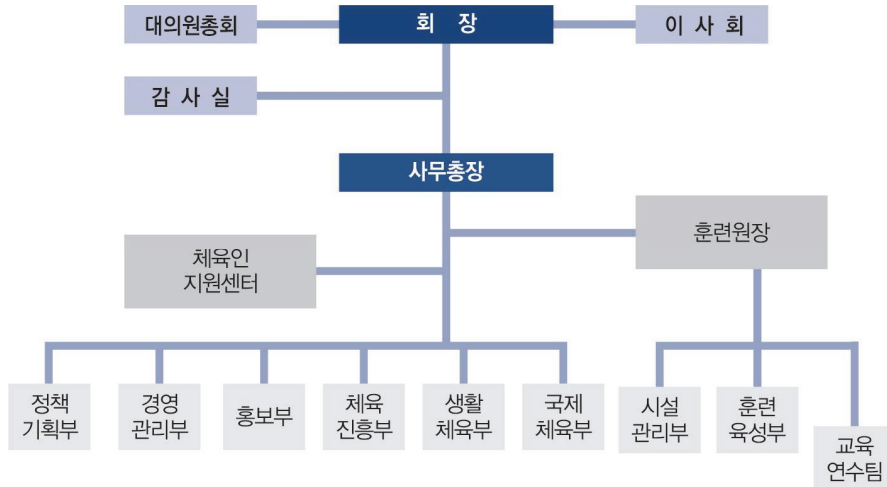 대의원총회
회 장
이 사 회
감 사 실
사무총장
훈련원장
체육인
지원센터
정책
기획부
경영
관리부
홍보부
체육
진흥부
생활
체육부
국제
체육부
시설
관리부
훈련
육성부
교육
연수팀